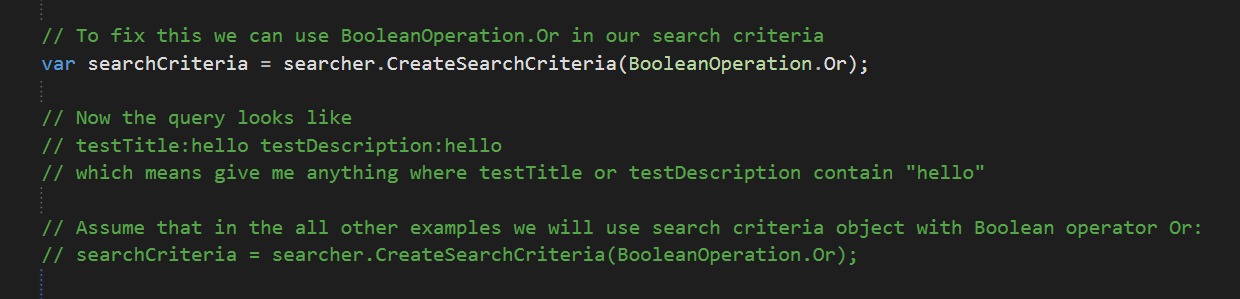 // To fix this we can use BooleanOperation.Or in our search criteria
var searchCriteria = searcher.CreateSearchCriteria(BooleanOperation.Or);
// Now the query looks like
// testTitle:hello testDescription:hello
// which means give me anything where testTitle or testDescription contain "hello"
// Assume that in the all other examples we will use search criteria object with Boolean operator Or:
// searchCriteria = searcher.CreateSearchCriteria(BooleanOperation.Or);